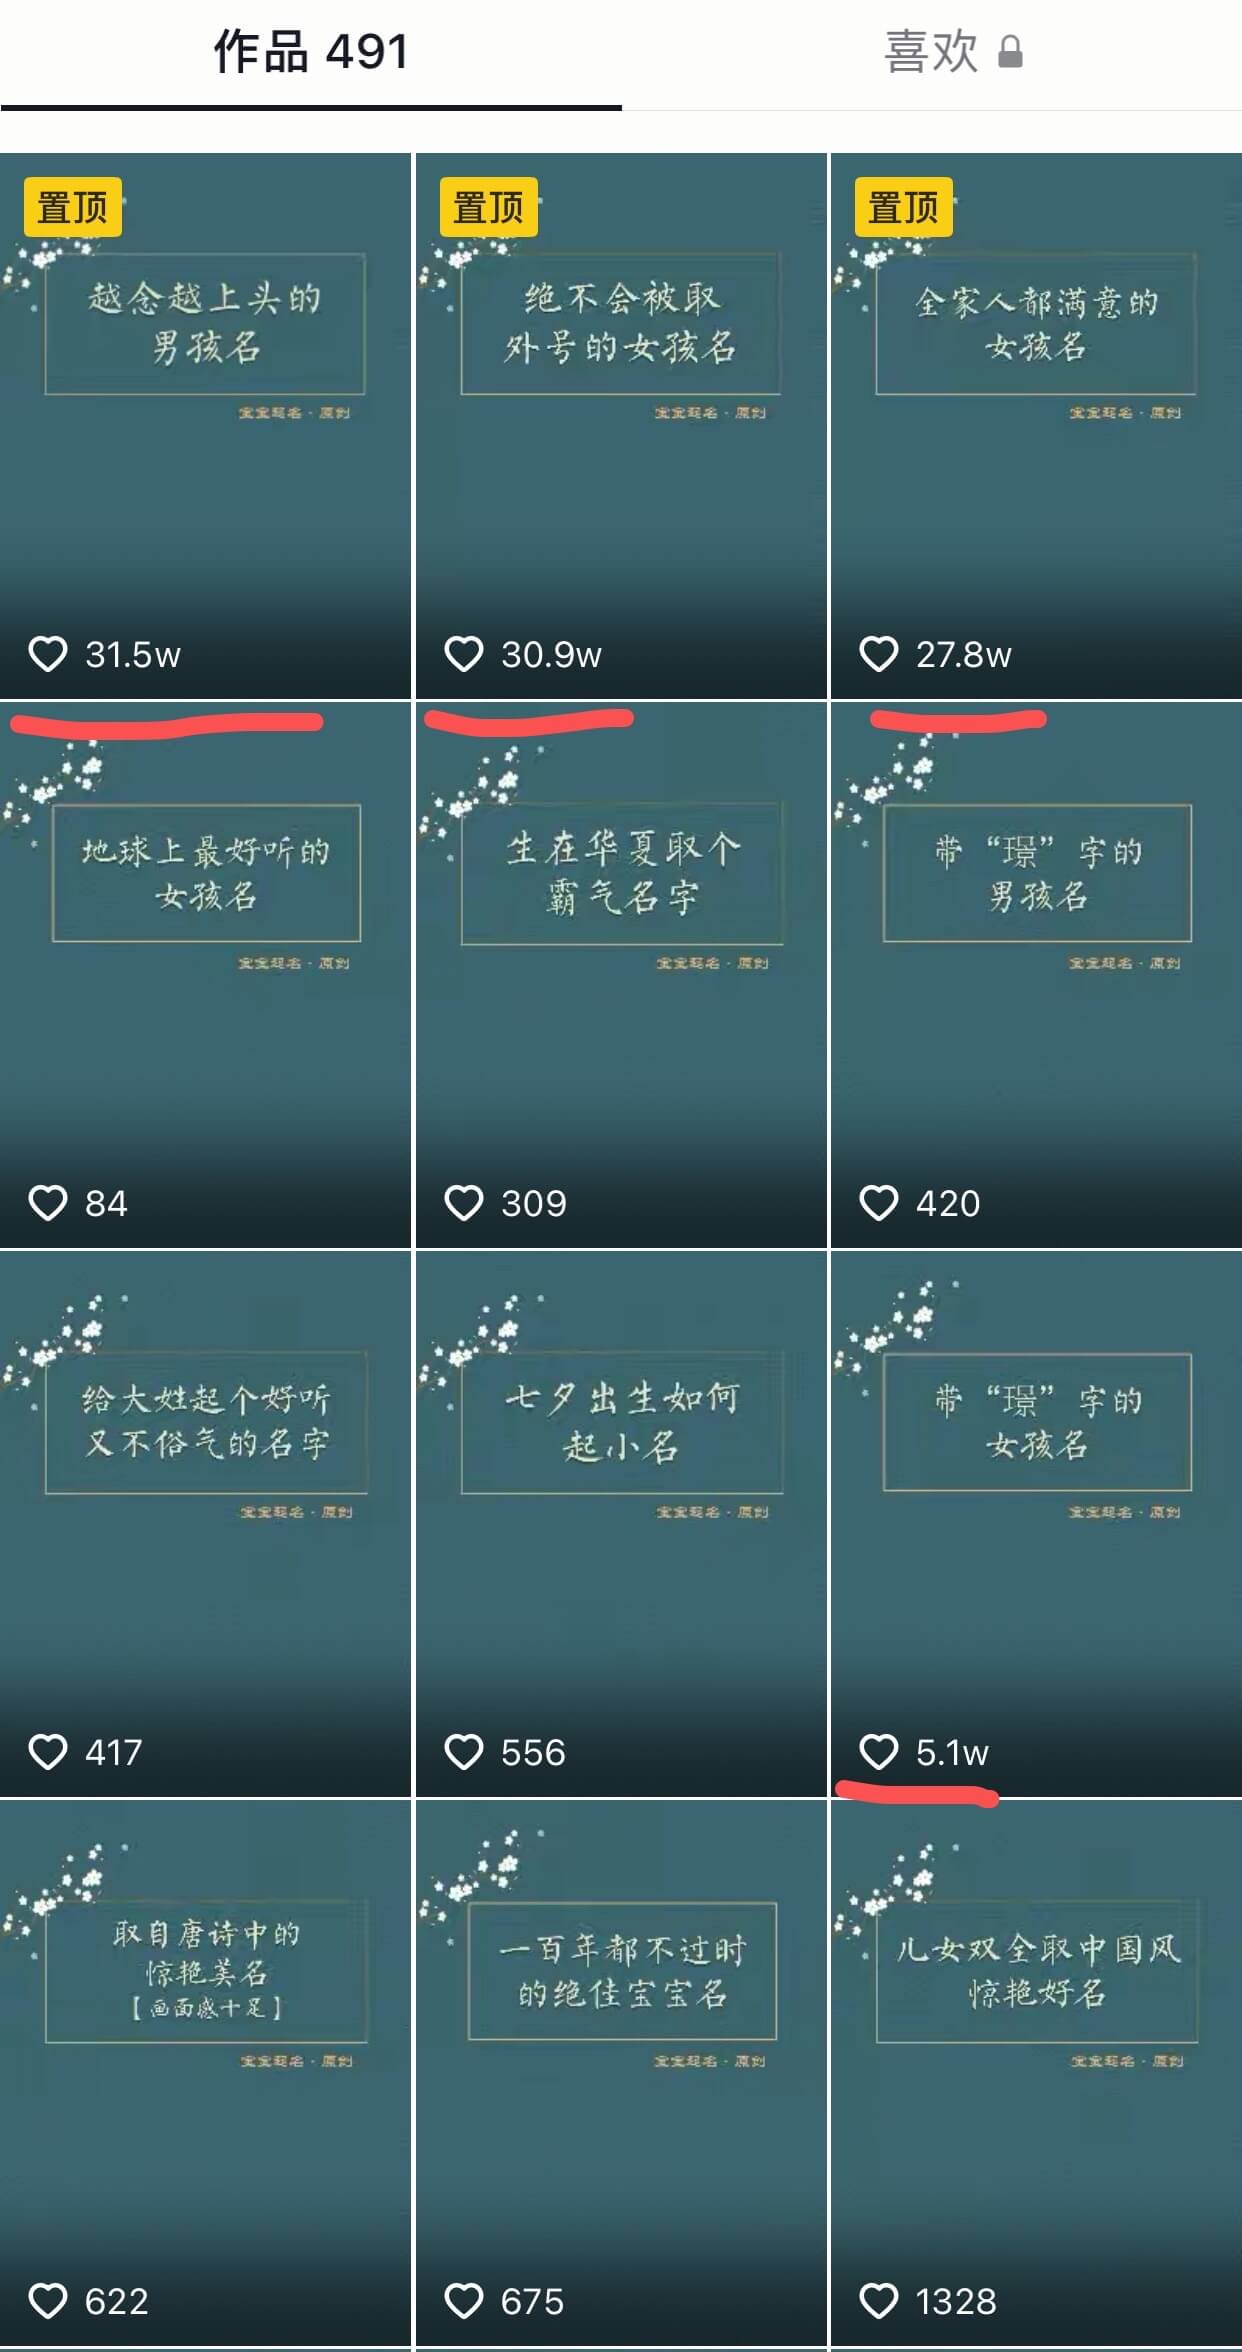 作品 491
喜欢
置顶
越念越上头的
男孩名
宝宝起名·原创
31.5w
置顶
绝不会被取
外号的女孩名
宝宝起名·原创
30.9w
置顶
全家人都满意的
女孩名
宝宝起名·原创
27.8w
地球上最好听的
女孩名
宝宝起名·原创
84
生在华夏取个
霸气名字
宝宝起名·原创
309
带“璟”字的
男孩名
宝宝起名·原创
420
给大姓起个好听
又不俗气的名字
宝宝起名·原创
417
七夕出生如何
起小名
宝宝起名·原创
556
带“璟”字的
女孩名
宝宝起名·原创
5.1w
取自唐诗中的
惊艳美名
【画面感十足】
宝宝起名·原创
622
一百年都不过时
的绝佳宝宝名
宝宝起名·原创
675
儿女双全取中国风
惊艳好名
宝宝起名·原创
1328